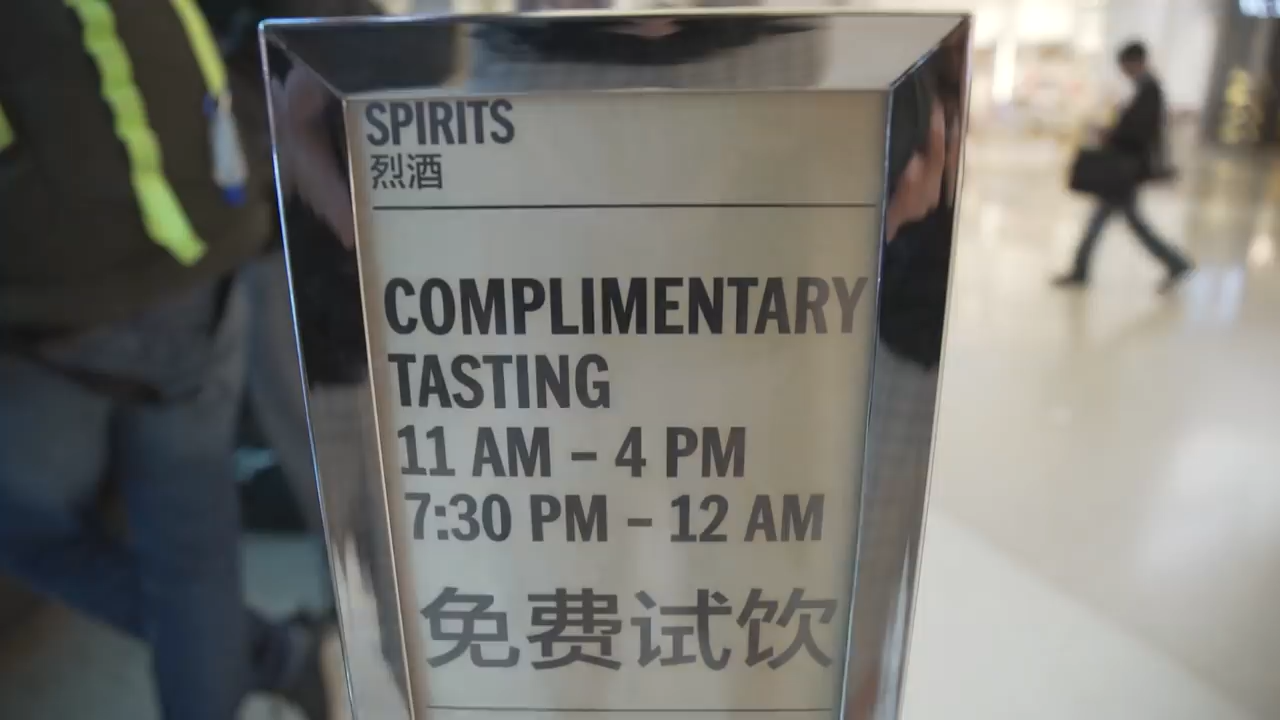 SPIRITS
烈酒
COMPLIMENTARY
TASTING
11 AM – 4 PM
7:30 PM – 12 AM
免费试饮